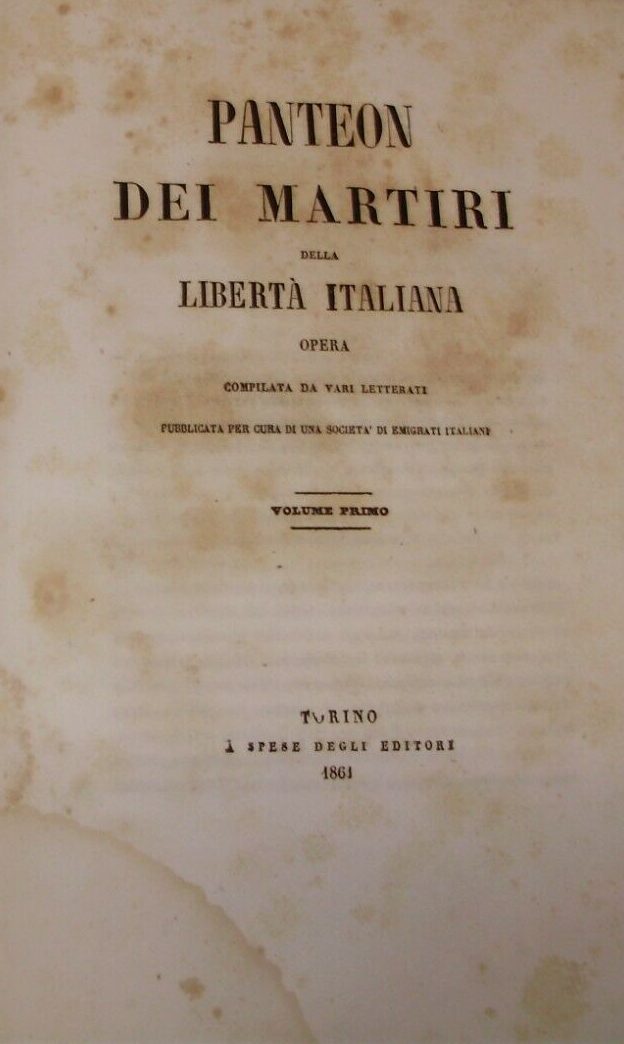 PANTEON
DEI MARTIRI
DELLA
LIBERTÀ ITALIANA
OPERA
COMPILATA DA VARI LETTERATI
PUBBLICATA PER CURA DI UNA SOCIETA' DI EMIGRATI ITALIANI
VOLUME PRIMO
TORINO
À SPESE DEGLI EDITORI
1861